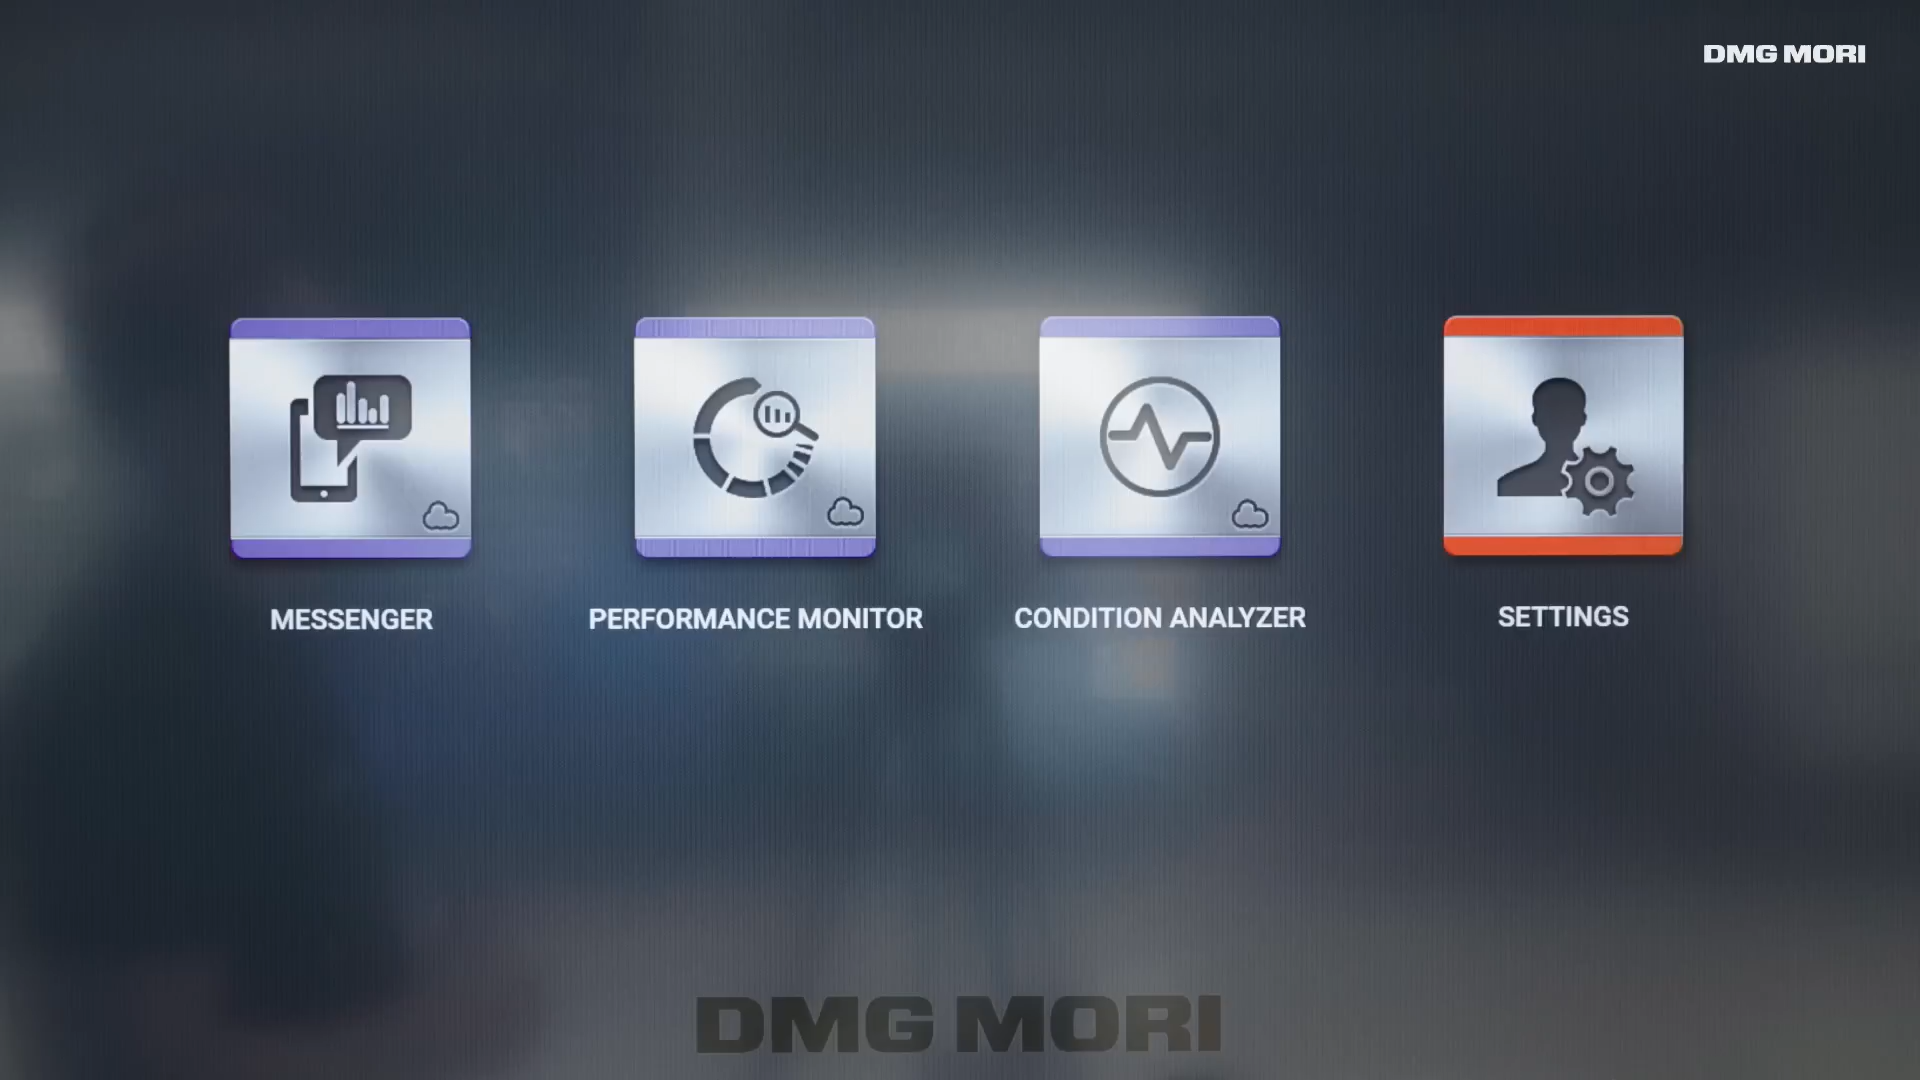 DMG MORI
MESSENGER
PERFORMANCE MONITOR
CONDITION ANALYZER
SETTINGS
DMG MORI